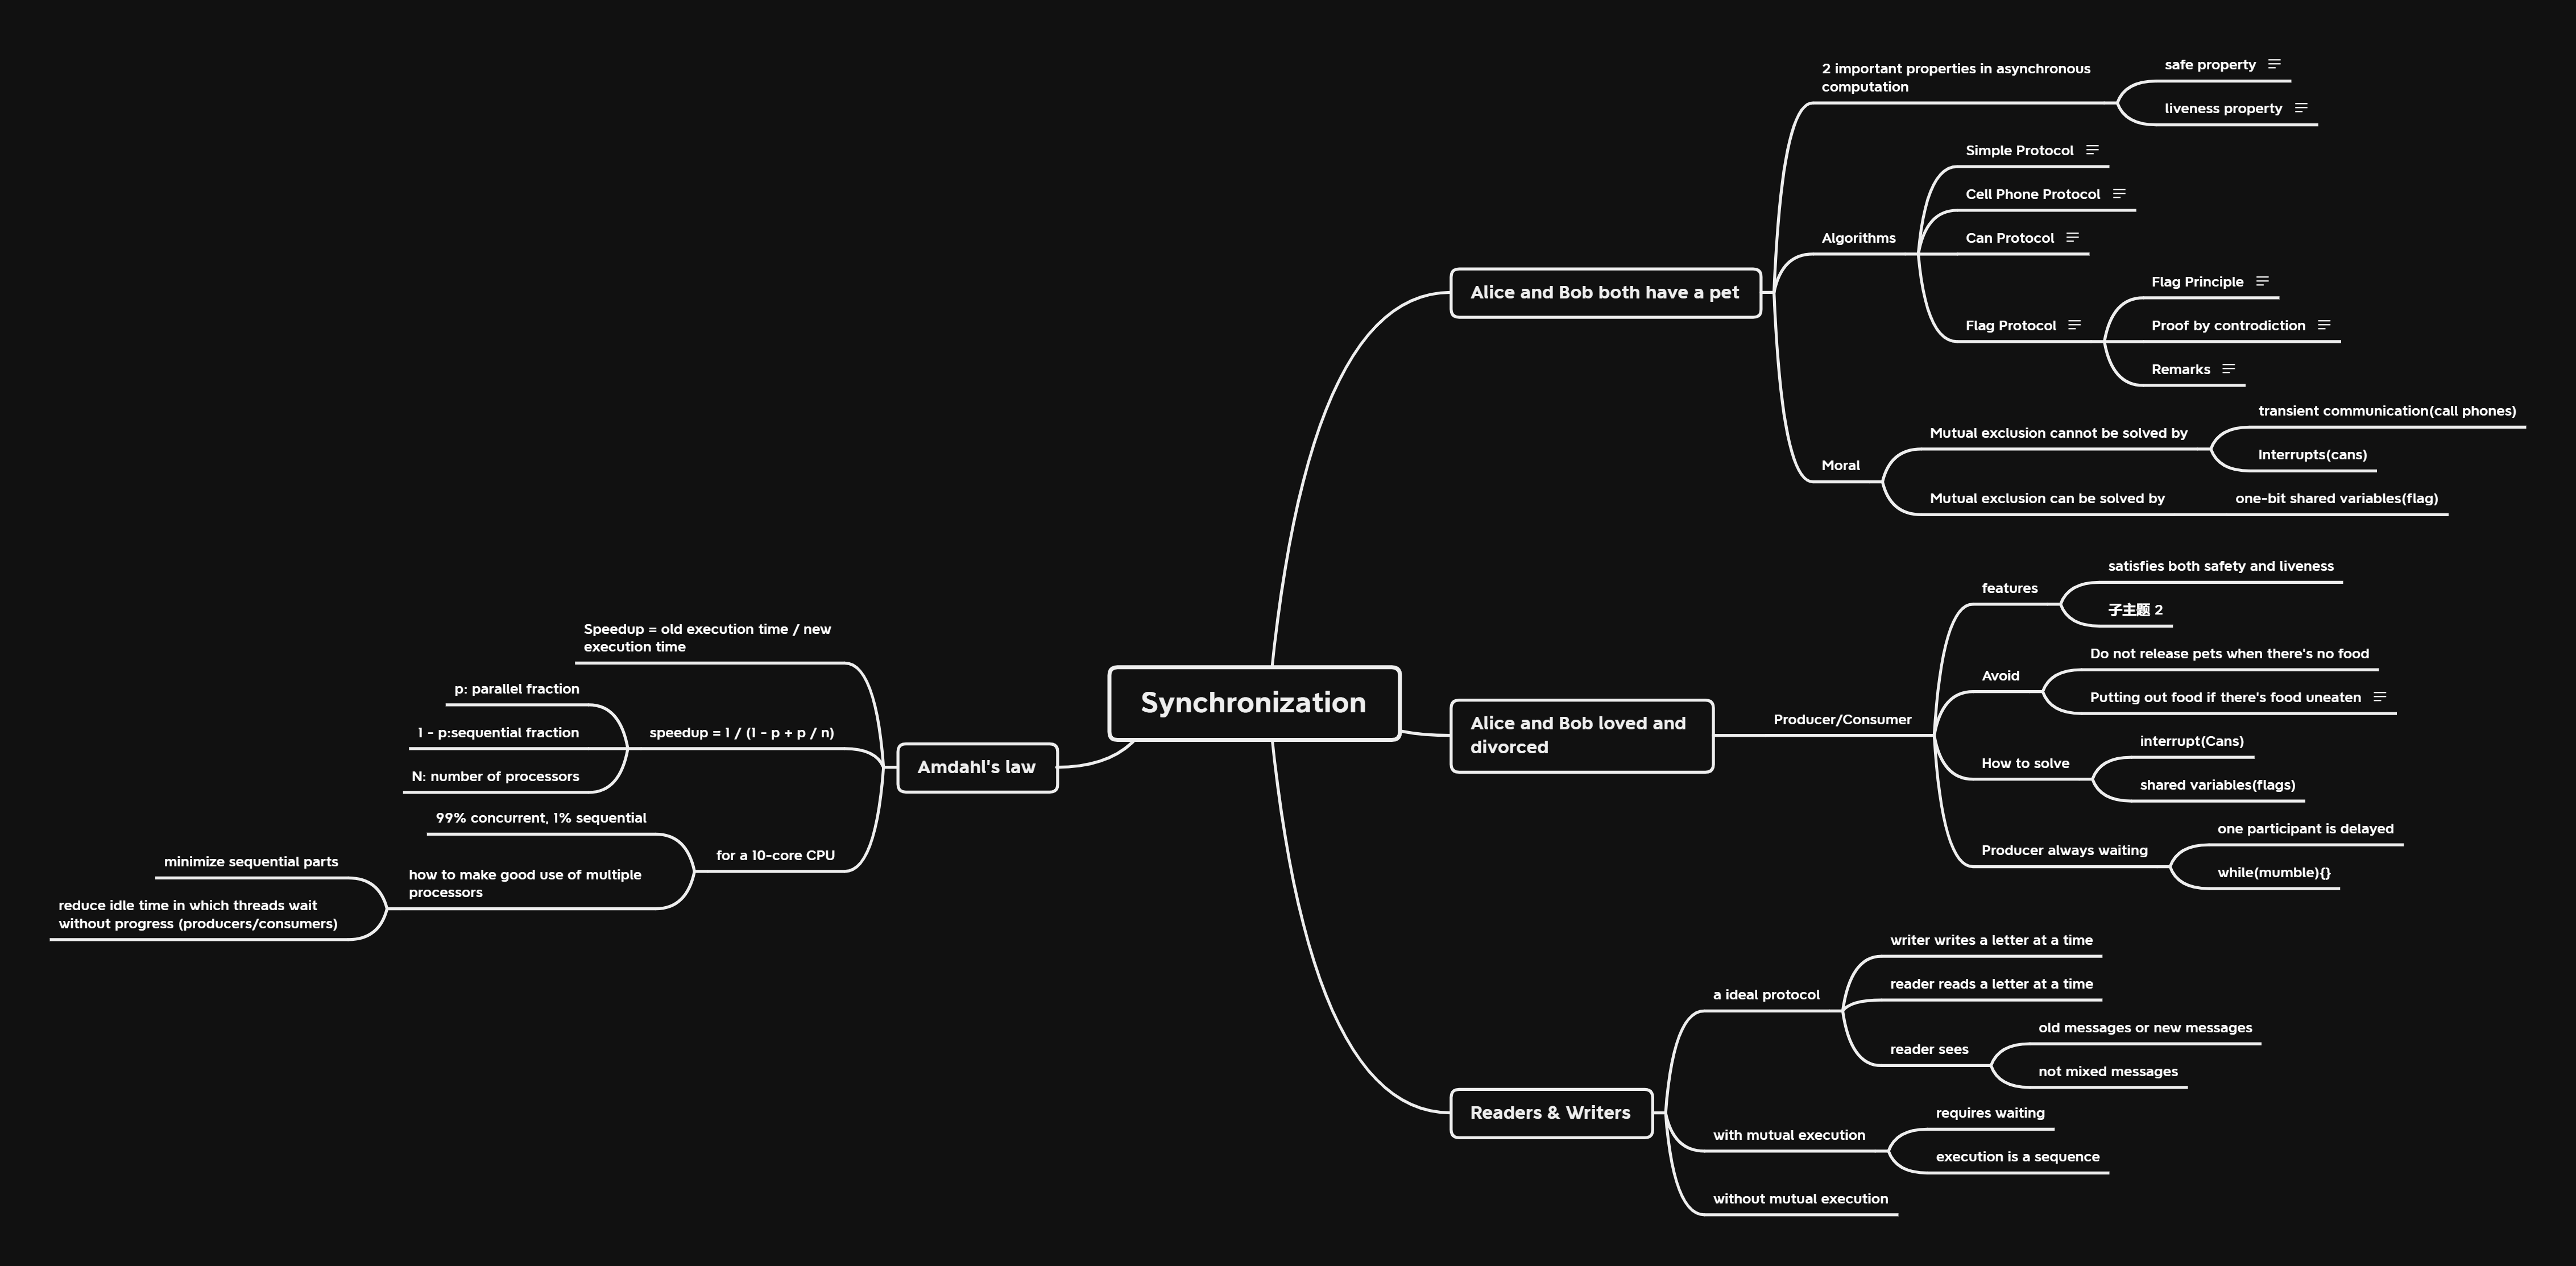 Synchronization
Alice and Bob both have a pet
2 important properties in asynchronous
computation
safe property
liveness property
Algorithms
Simple Protocol
Cell Phone Protocol
Can Protocol
Flag Protocol
Flag Principle
Proof by controdiction
Remarks
Moral
Mutual exclusion cannot be solved by
transient communication(call phones)
Interrupts(cans)
Mutual exclusion can be solved by
one-bit shared variables(flag)
Alice and Bob loved and
divorced
Producer/Consumer
features
satisfies both safety and liveness
子主题 2
Avoid
Do not release pets when there's no food
Putting out food if there's food uneaten
How to solve
interrupt(Cans)
shared variables(flags)
Producer always waiting
one participant is delayed
while(mumble){}
Readers & Writers
a ideal protocol
writer writes a letter at a time
reader reads a letter at a time
reader sees
old messages or new messages
not mixed messages
with mutual execution
requires waiting
execution is a sequence
without mutual execution
Amdahl's law
Speedup = old execution time / new
execution time
speedup = 1 / (1 - p + p / n)
p: parallel fraction
1 - p:sequential fraction
N: number of processors
for a 10-core CPU
99% concurrent, 1% sequential
how to make good use of multiple
processors
minimize sequential parts
reduce idle time in which threads wait
without progress (producers/consumers)